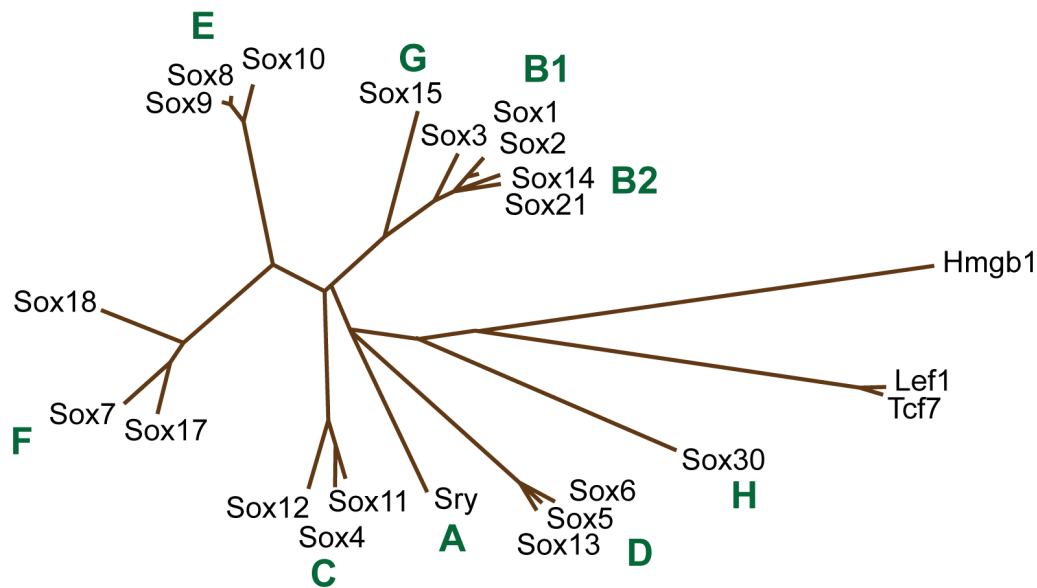 E
Sox10
Sox8
Sox9
G
Sox15
B1
Sox1
Sox3
Sox2
Sox14
B2
Sox21
Hmgb1
Sox18
Lef1
Tcf7
Sox7
Sox17
F
Sox30
H
Sox12
Sox11
Sox4
C
Sry
A
Sox6
Sox5
Sox13
D